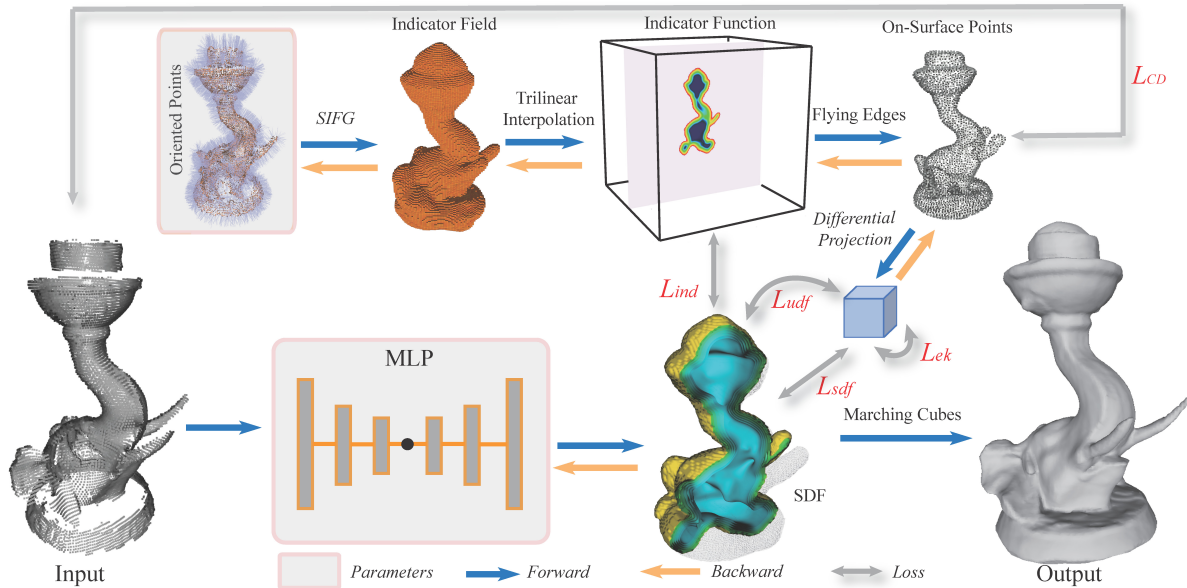 Indicator Field
Indicator Function
On-Surface Points
Oriented Points
SIFG
Trilinear
Interpolation
Flying Edges
L_CD
Differential
Projection
L_ind
L_udf
L_ek
L_sdf
MLP
Marching Cubes
SDF
Input
Output
Parameters
Forward
Backward
Loss